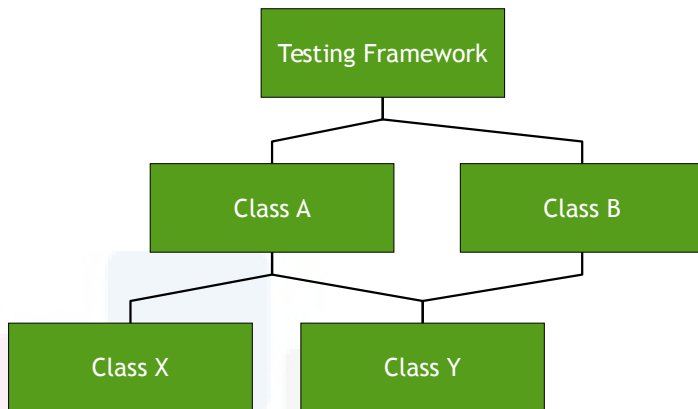 Testing Framework
Class A
Class B
Class X
Class Y